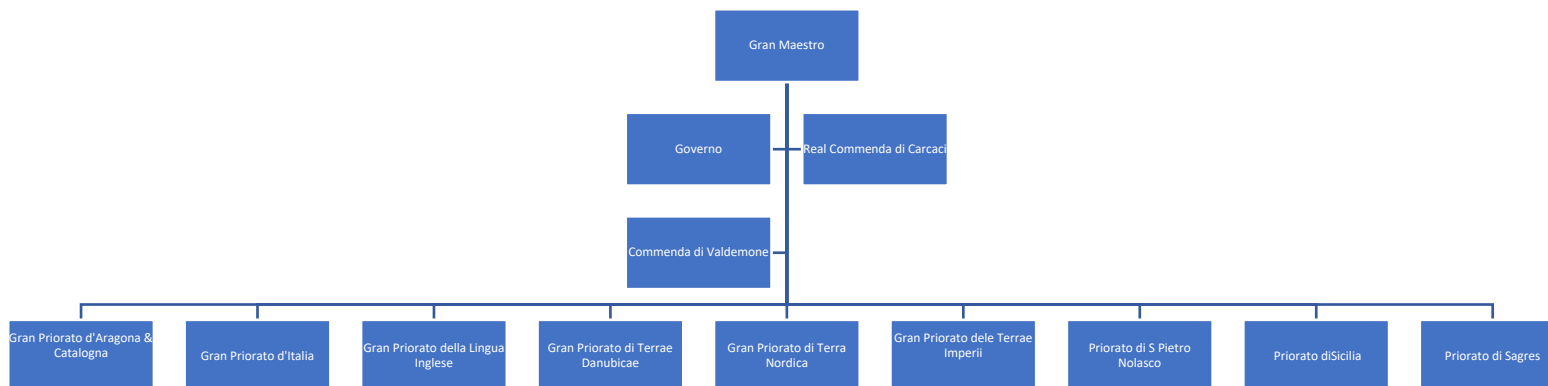 Gran Maestro
Governo
Real Commenda di Carcaci
Commenda di Valdemone
Gran Priorato d'Aragona &
Catalogna
Gran Priorato d'Italia
Gran Priorato della Lingua
Inglese
Gran Priorato di Terrae
Danubicae
Gran Priorato di Terra
Nordica
Gran Priorato dele Terrae
Imperii
Priorato di S Pietro
Nolasco
Priorato diSicilia
Priorato di Sagres